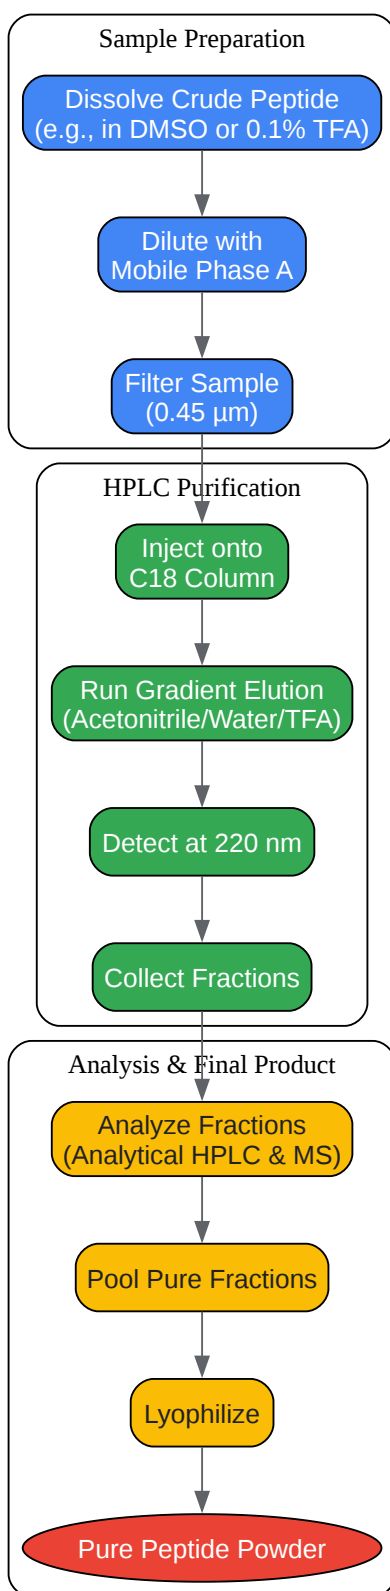 Sample Preparation
Dissolve Crude Peptide
(e.g., in DMSO or 0.1% TFA)
Dilute with
Mobile Phase A
Filter Sample
(0.45 µm)
HPLC Purification
Inject onto
C18 Column
Run Gradient Elution
(Acetonitrile/Water/TFA)
Detect at 220 nm
Collect Fractions
Analysis & Final Product
Analyze Fractions
(Analytical HPLC & MS)
Pool Pure Fractions
Lyophilize
Pure Peptide Powder